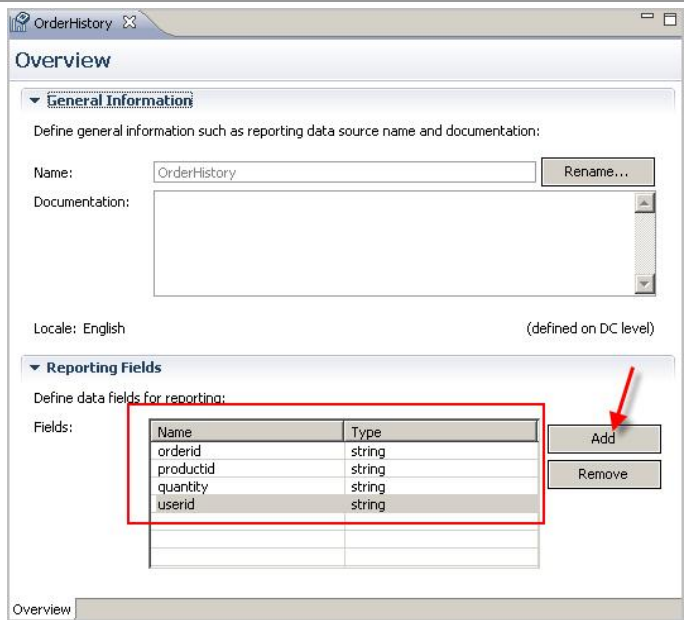 OrderHistory
Overview
General Information
Define general information such as reporting data source name and documentation:
Name: OrderHistory Rename...
Documentation:
Locale: English (defined on DC level)
Reporting Fields
Define data fields for reporting:
Fields: Name Type Add
orderid string
productid string Remove
quantity string
userid string
Overview